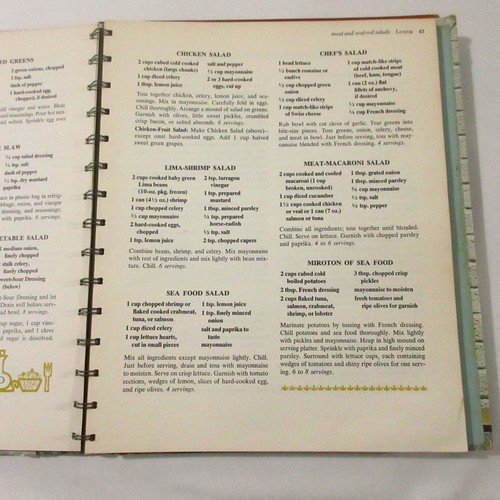 ED GREENS
2 green onions, chopped
1 tsp. salt
dash of pepper
1 hard-cooked egg,
chopped, if desired
SLAW
¼ cup salad dressing
¼ tsp. salt
dash of pepper
½ tsp. dry mustard
paprika
ETABLE SALAD
1 medium onion,
finely chopped
stalk celery,
finely chopped
Sweet-Sour Dressing
(below)
meat and seafood salads Lunch 83
CHICKEN SALAD
2 cups cubed cold cooked
chicken (large chunks)
1 cup diced celery
1 tbsp. lemon juice
salt and pepper
½ cup mayonnaise
2 or 3 hard-cooked
eggs, cut up
Toss together chicken, celery, lemon juice, and sea-
sonings. Mix in mayonnaise. Carefully fold in eggs.
Chill thoroughly. Arrange a mound of salad on greens.
Garnish with olives, little sweet pickles, crumbled
crisp bacon, or salted almonds. 6 servings.
Chicken-Fruit Salad: Make Chicken Salad (above)—
except omit hard-cooked eggs. Add 1 cup halved
sweet green grapes.
LIMA-SHRIMP SALAD
2 cups cooked baby green
Lima beans
(10-oz. pkg. frozen)
1 can (4½ oz.) shrimp
1 cup chopped celery
⅔ cup mayonnaise
2 hard-cooked eggs,
chopped
1 tbsp. lemon juice
1 tsp. tarragon
vinegar
1 tsp. prepared
mustard
1 tbsp. minced parsley
¼ tsp. prepared
horse-radish
½ tsp. salt
2 tsp. chopped capers
Combine beans, shrimp, and celery. Mix mayonnaise
with rest of ingredients and mix lightly with bean mix-
ture. Chill. 6 servings.
SEA FOOD SALAD
1 cup chopped shrimp or
flaked cooked crabmeat,
tuna, or salmon
1 cup diced celery
1 cup lettuce hearts,
cut in small pieces
1 tsp. lemon juice
1 tsp. finely minced
onion
salt and paprika to
taste
mayonnaise
Mix all ingredients except mayonnaise lightly. Chill.
Just before serving, drain and toss with mayonnaise
to moisten. Serve on crisp lettuce. Garnish with tomato
sections, wedges of lemon, slices of hard-cooked egg,
and ripe olives. 4 servings.
CHEF'S SALAD
1 head lettuce
½ bunch romaine or
endive
½ cup chopped green
onion
½ cup sliced celery
1 cup match-like strips
of Swiss cheese
1 cup match-like strips
of cold cooked meat
(beef, ham, tongue)
1 can (2 oz.) flat
fillets of anchovy,
if desired
½ cup mayonnaise
¼ cup French dressing
Rub bowl with cut clove of garlic. Tear greens into
bite-size pieces. Toss greens, onion, celery, cheese,
and meat in bowl. Just before serving, toss with may-
onnaise blended with French dressing. 4 servings.
MEAT-MACARONI SALAD
2 cups cooked and cooled
macaroni (1 cup
broken, uncooked)
1 cup diced cucumber
1½ cups cooked chicken
or veal or 1 can (7 oz.)
salmon or tuna
1 tbsp. grated onion
1 tbsp. minced parsley
¾ cup mayonnaise
½ tsp. salt
¼ tsp. pepper
Combine all ingredients; toss together until blended.
Chill. Serve on lettuce. Garnish with chopped parsley
and paprika. 4 to 6 servings.
MIROTON OF SEA FOOD
2 cups cubed cold
boiled potatoes
2 tbsp. French dressing
2 cups flaked tuna,
salmon, crabmeat,
shrimp, or lobster
3 tbsp. chopped crisp
pickles
mayonnaise to moisten
fresh tomatoes and
ripe olives for garnish
Marinate potatoes by tossing with French dressing.
Chill potatoes and sea food thoroughly. Mix lightly
with pickles and mayonnaise. Heap in high mound on
serving platter. Sprinkle with paprika and finely minced
parsley. Surround with lettuce cups, each containing
wedges of tomatoes and shiny ripe olives for one serv-
ing. 6 to 8 servings.